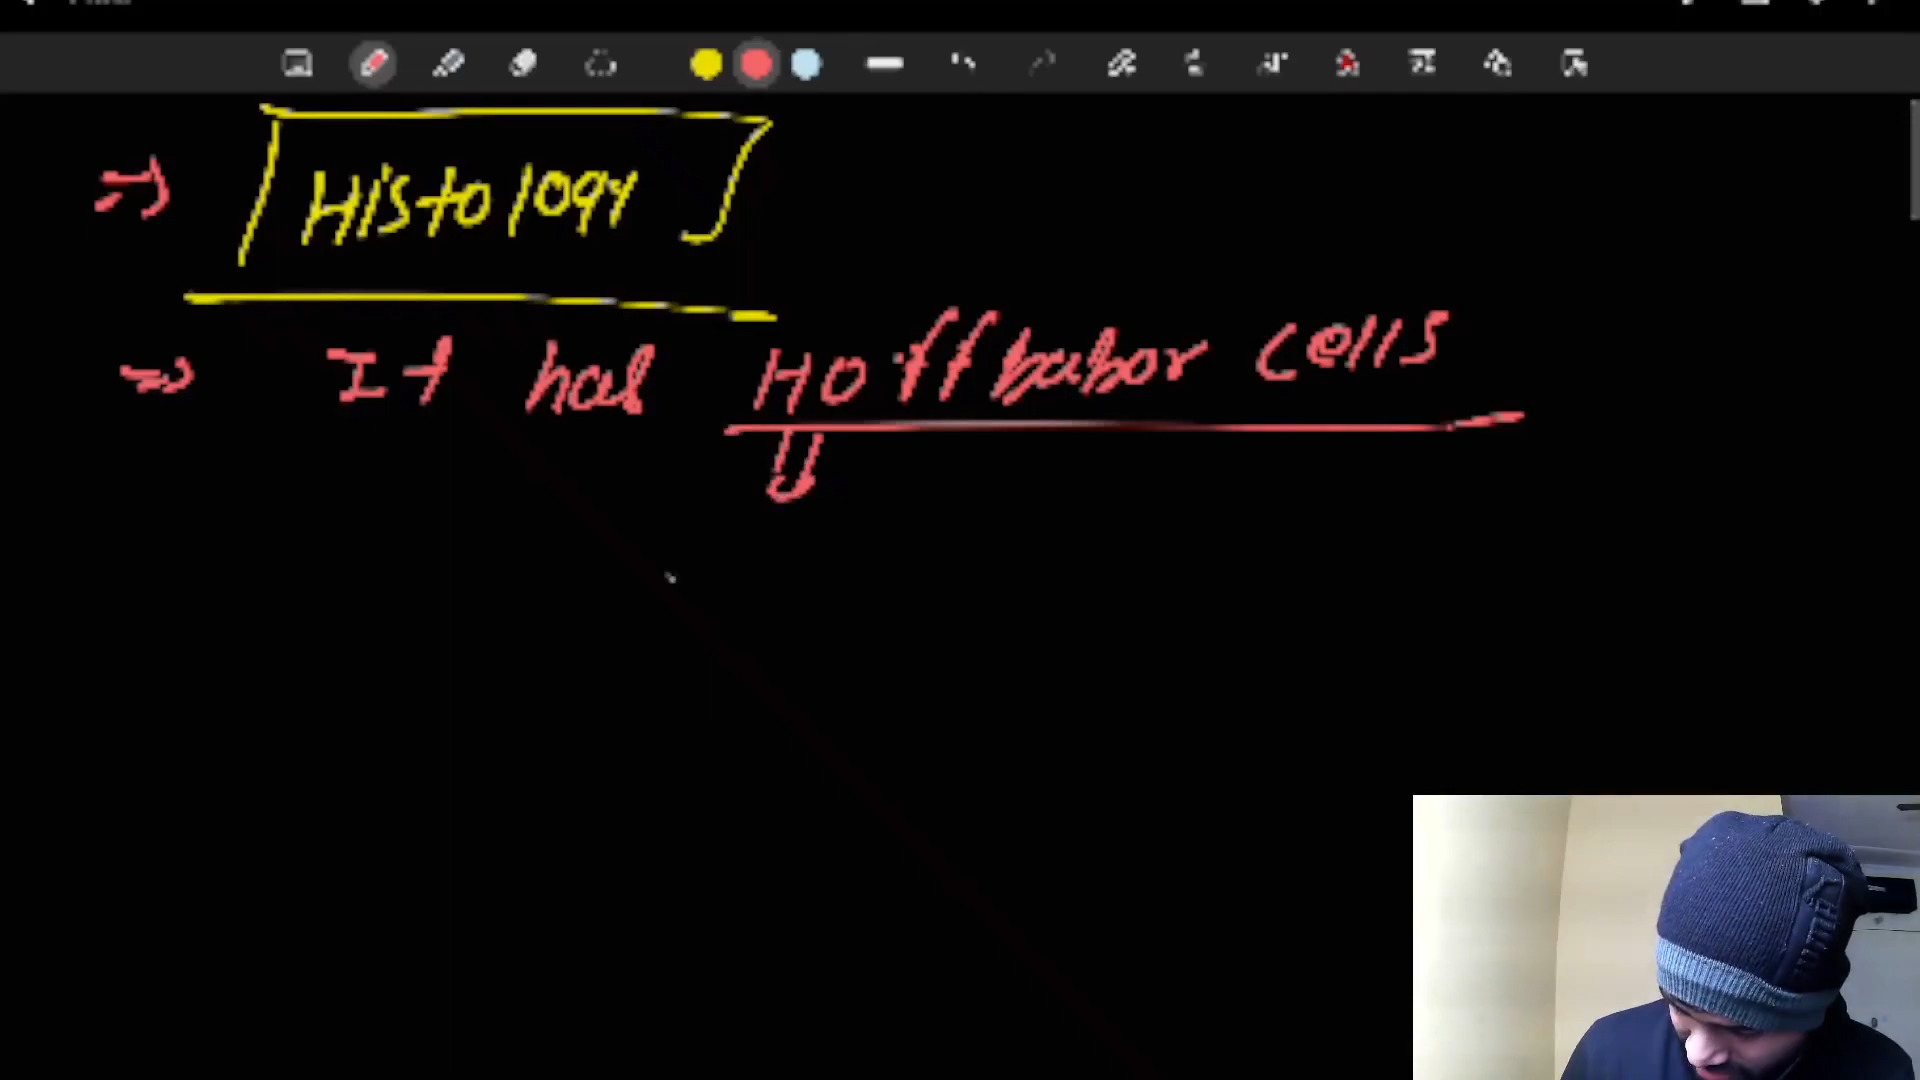 => Histology
=> It has Hoffbabor cells